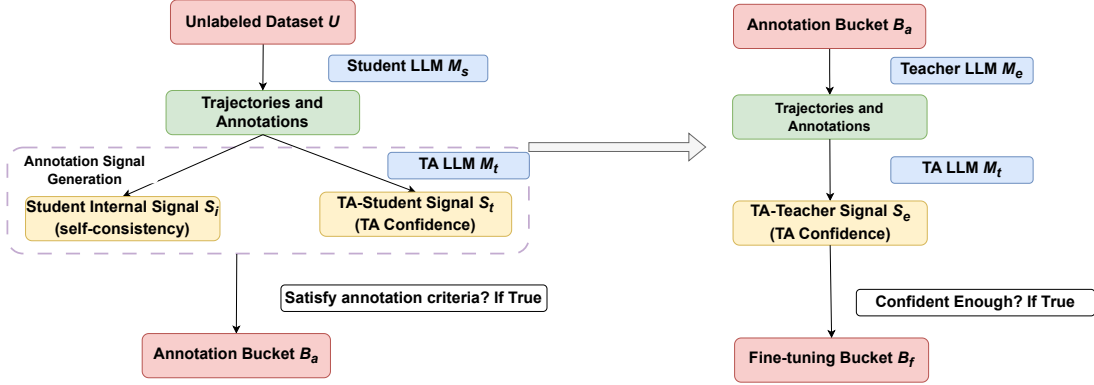 Unlabeled Dataset U
Student LLM Ms
Trajectories and
Annotations
Annotation Signal
Generation
TA LLM Mt
Student Internal Signal Si
(self-consistency)
TA-Student Signal St
(TA Confidence)
Satisfy annotation criteria? If True
Annotation Bucket Ba
Annotation Bucket Ba
Teacher LLM Me
Trajectories and
Annotations
TA LLM Mt
TA-Teacher Signal Se
(TA Confidence)
Confident Enough? If True
Fine-tuning Bucket Bf